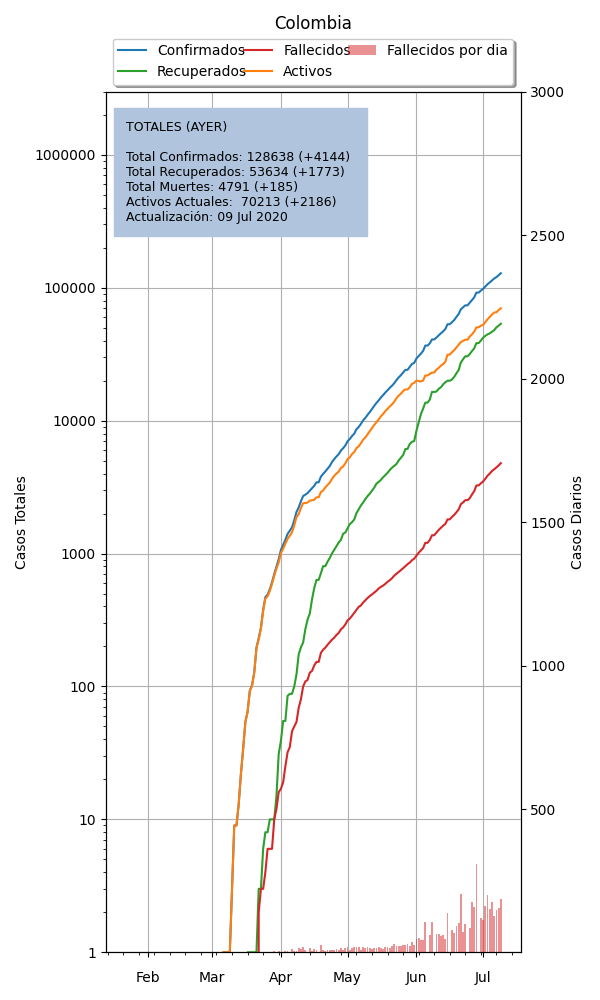 Colombia
Confirmados Fallecidos Fallecidos por dia
Recuperados Activos
TOTALES (AYER)
Total Confirmados: 128638 (+4144)
Total Recuperados: 53634 (+1773)
Total Muertes: 4791 (+185)
Activos Actuales:  70213 (+2186)
Actualización: 09 Jul 2020
1000000
100000
10000
1000
100
10
1
Casos Totales
3000
2500
2000
1500
1000
500
Casos Diarios
Feb Mar Apr May Jun Jul